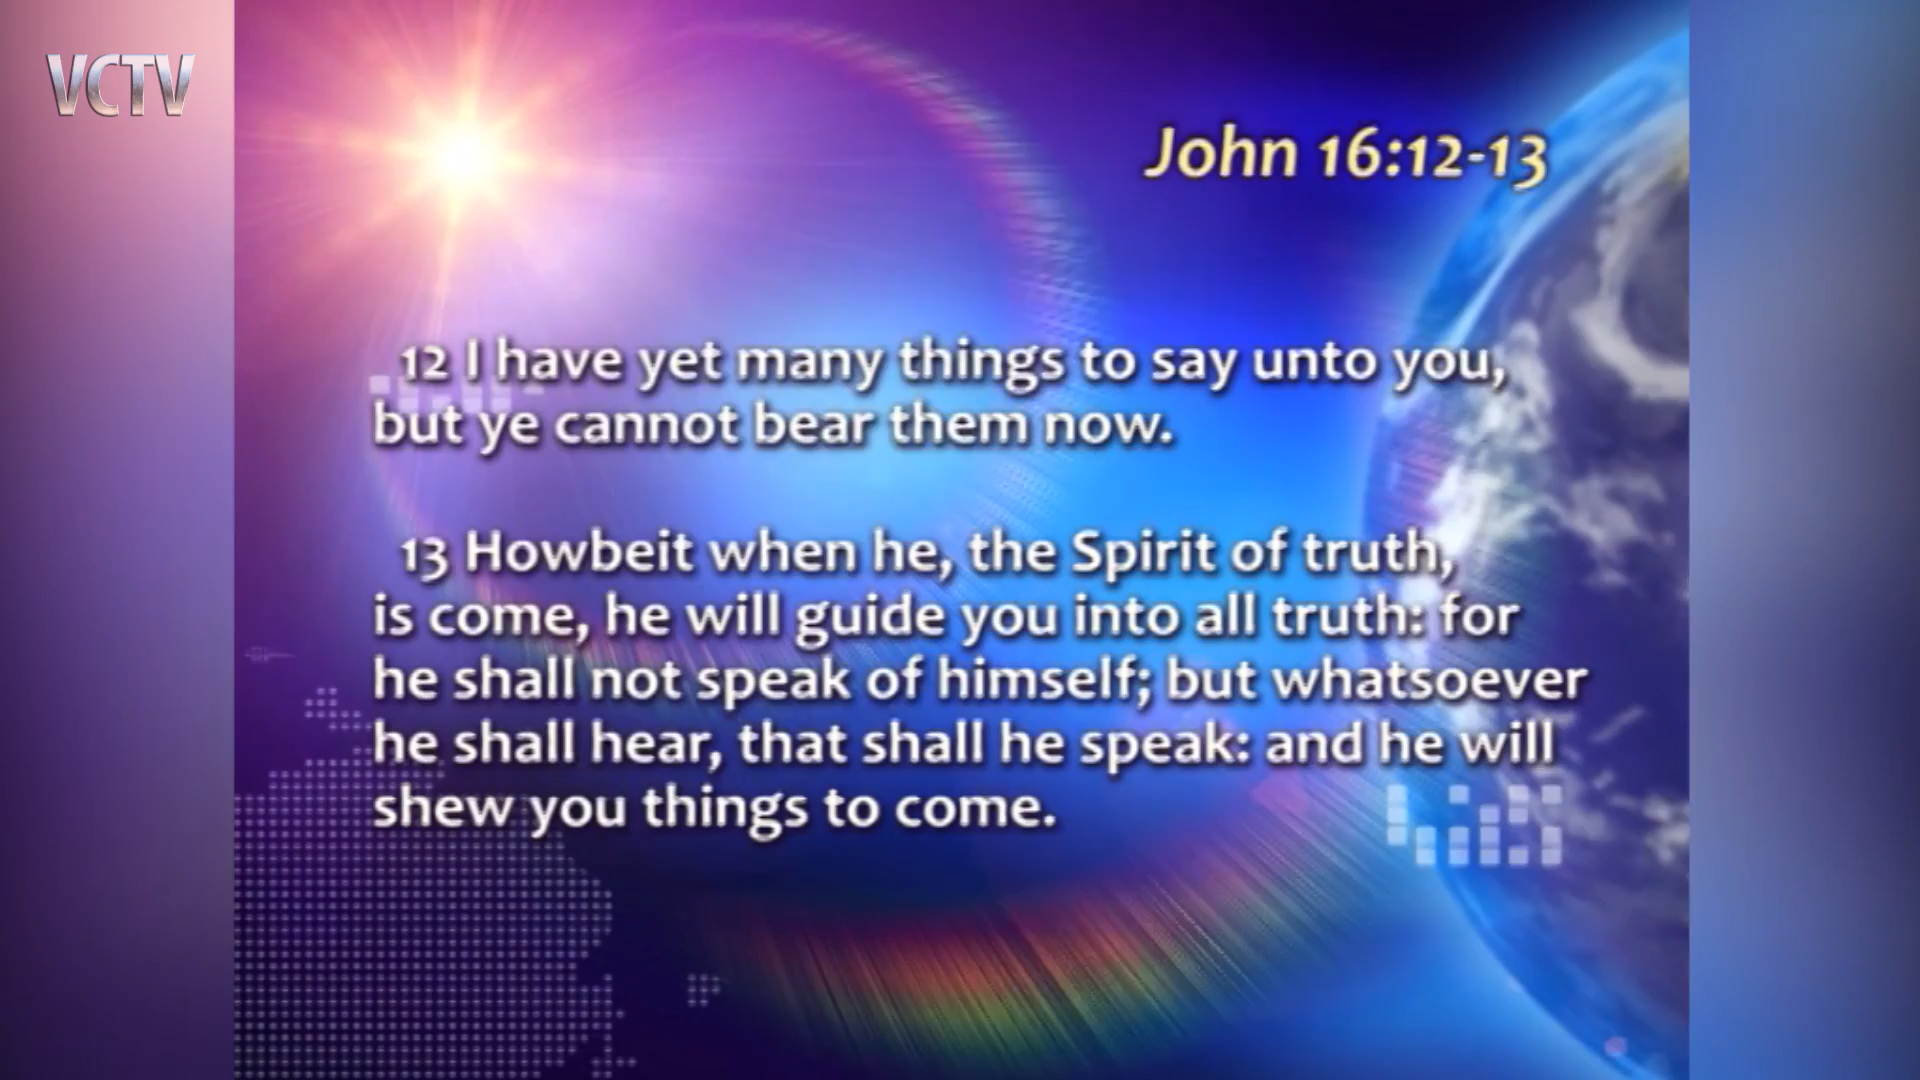 VCTV
John 16:12-13
12 I have yet many things to say unto you,
but ye cannot bear them now.
13 Howbeit when he, the Spirit of truth,
is come, he will guide you into all truth: for
he shall not speak of himself; but whatsoever
he shall hear, that shall he speak: and he will
shew you things to come.